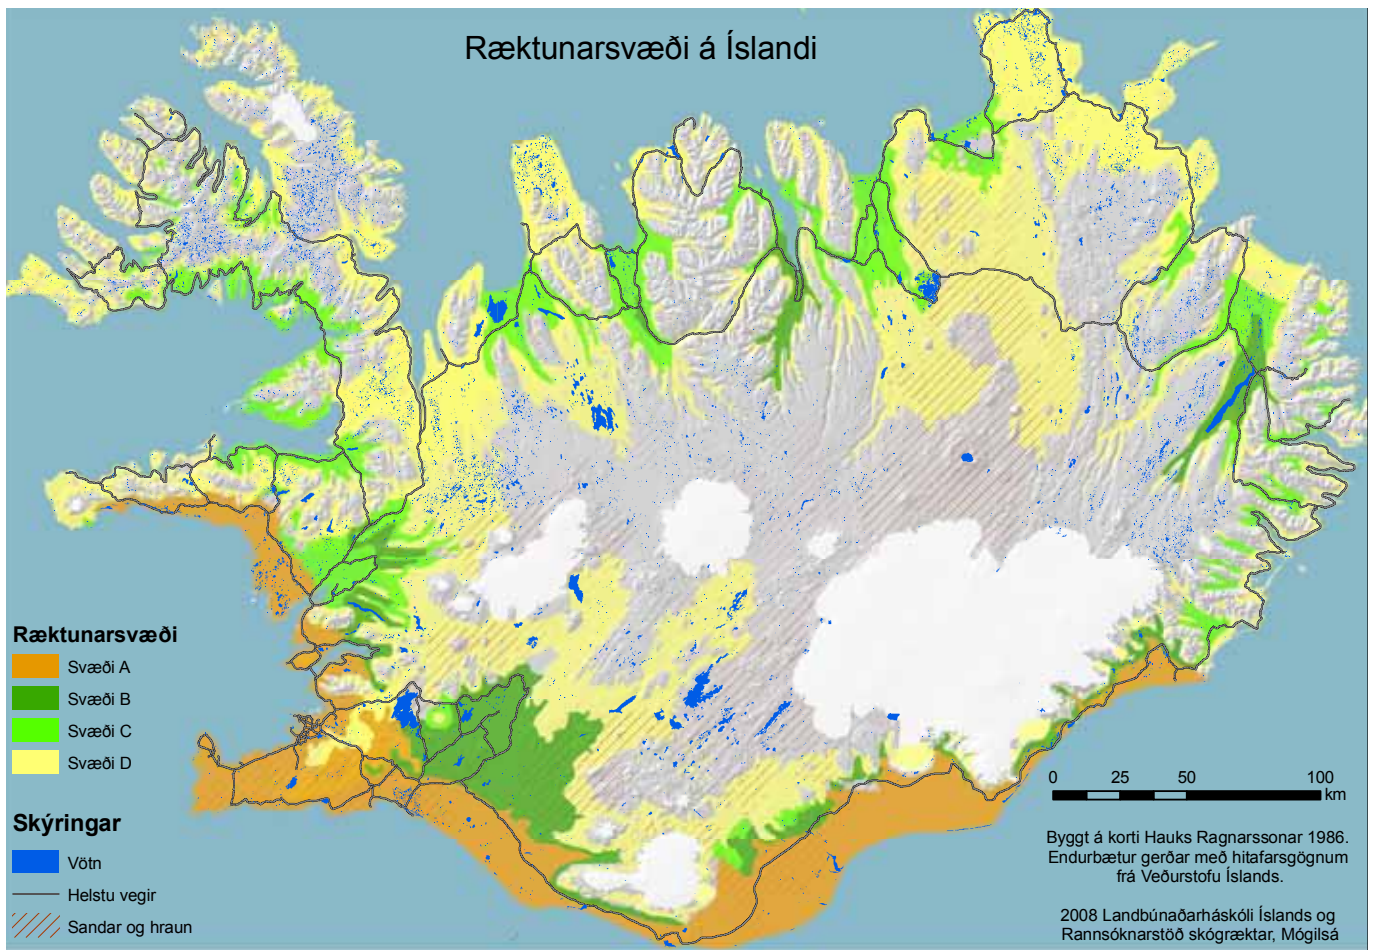 Ræktunarsvæði á Íslandi
Ræktunarsvæði
Svæði A
Svæði B
Svæði C
Svæði D
Skýringar
Vötn
Helstu vegir
Sandar og hraun
0 25 50 100
km
Byggt á korti Hauks Ragnarssonar 1986.
Endurbætur gerðar með hitafarsgögnum
frá Veðurstofu Íslands.
2008 Landbúnaðarháskóli Íslands og
Rannsóknarstöð skógræktar, Mógilsá